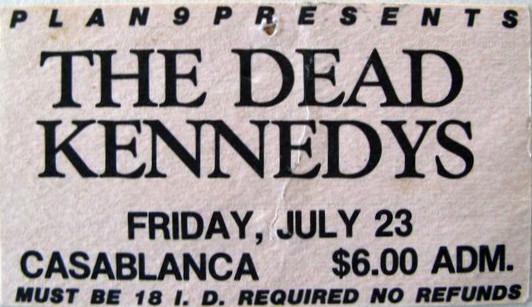 PLAN 9 PRESENTS
THE DEAD
KENNEDYS
FRIDAY, JULY 23
CASABLANCA $6.00 ADM.
MUST BE 18 I. D. REQUIRED NO REFUNDS